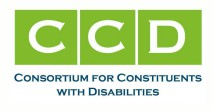 CCD
CONSORTIUM FOR CONSTITUENTS
WITH DISABILITIES